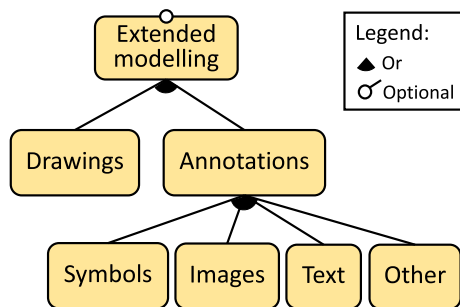 Extended
modelling
Legend:
Or
Optional
Drawings
Annotations
Symbols
Images
Text
Other